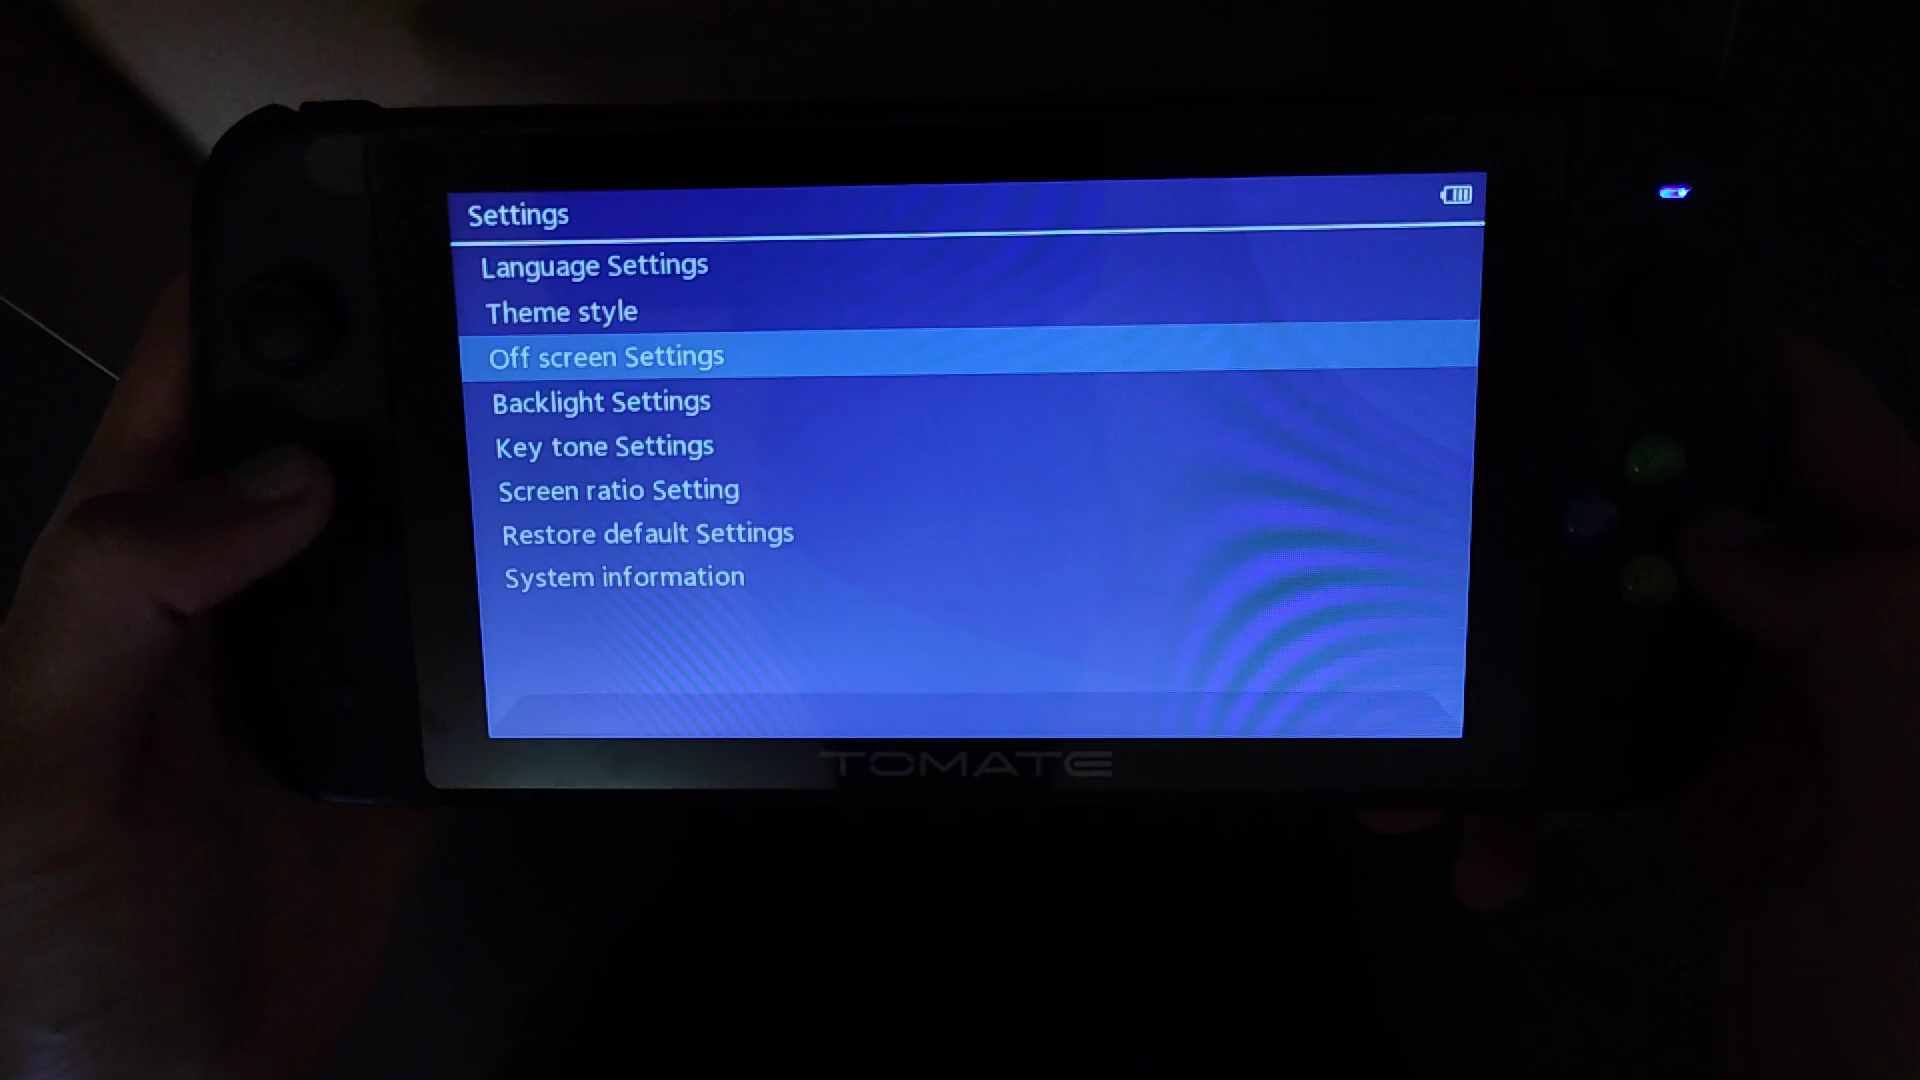 Settings
Language Settings
Theme style
Off screen Settings
Backlight Settings
Key tone Settings
Screen ratio Setting
Restore default Settings
System information
TOMATE
Y
B